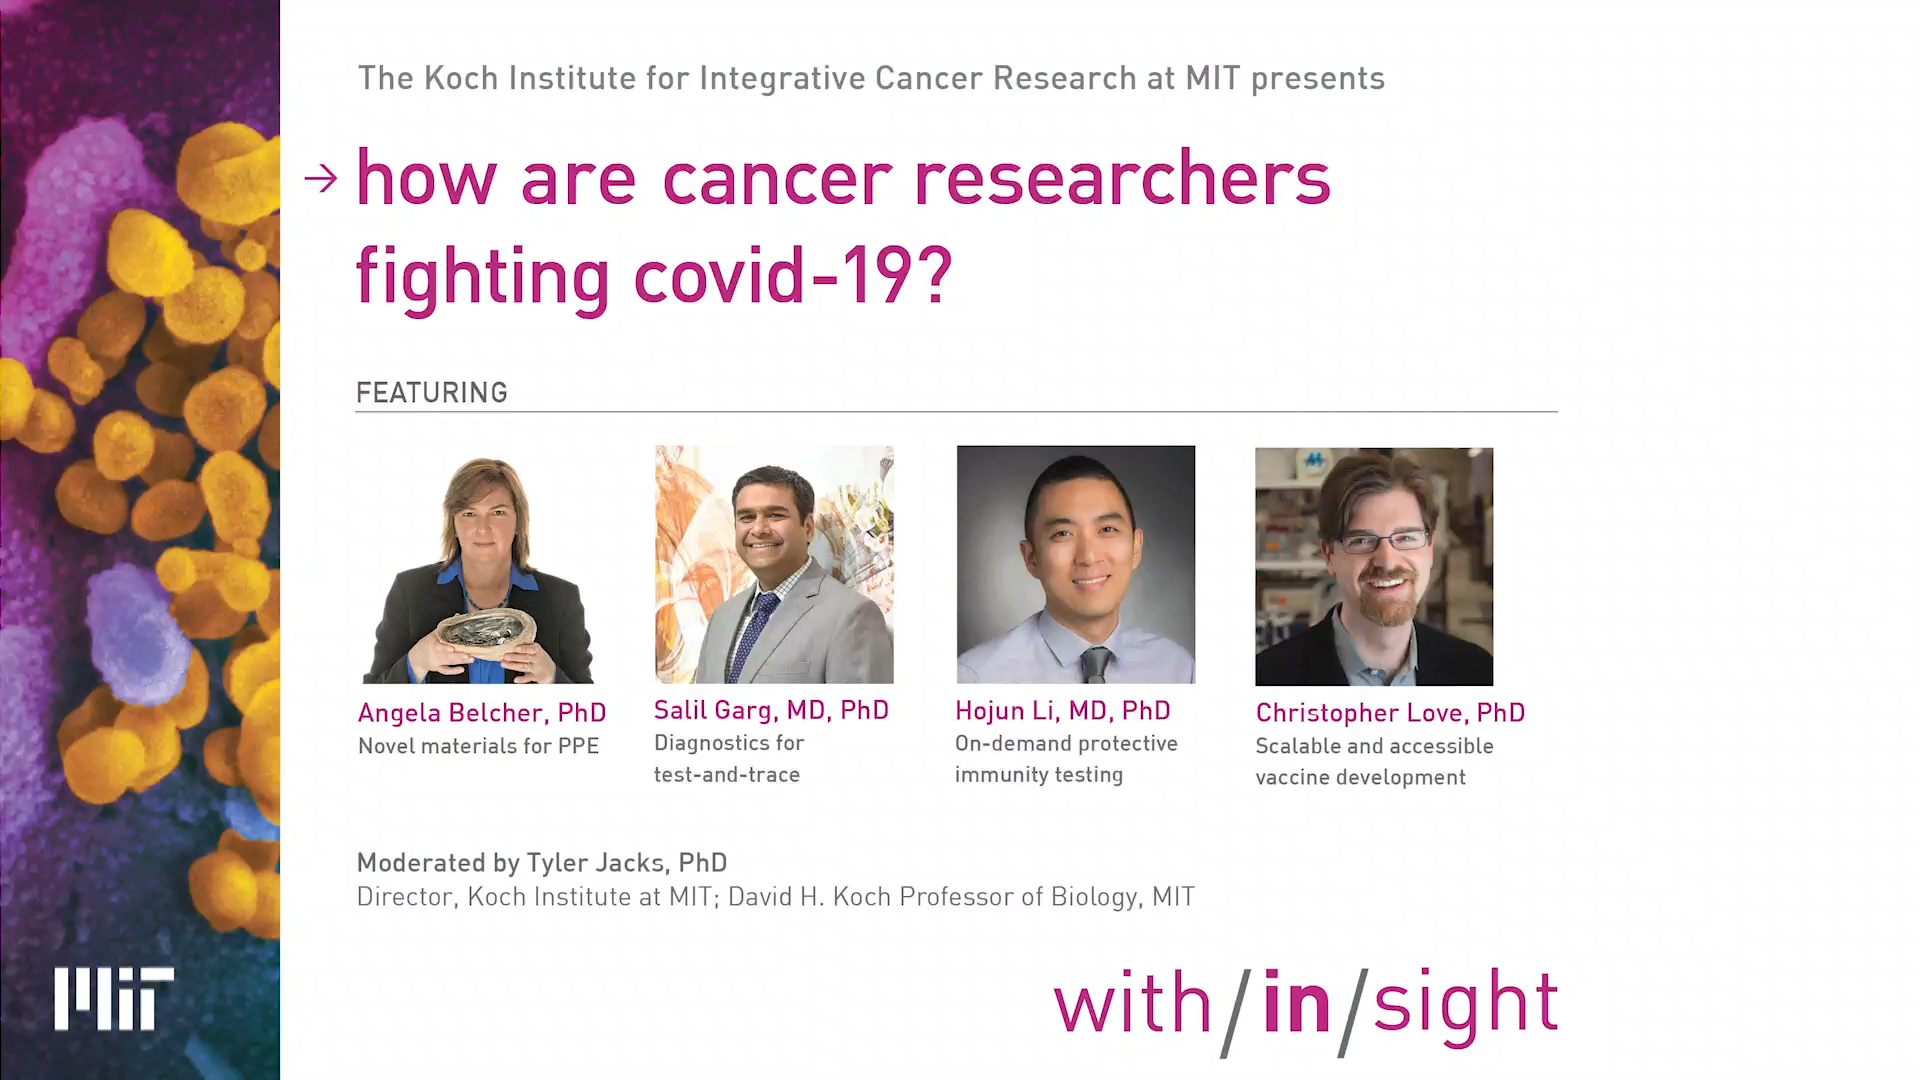 The Koch Institute for Integrative Cancer Research at MIT presents
→ how are cancer researchers
fighting covid-19?
FEATURING
Angela Belcher, PhD
Novel materials for PPE
Salil Garg, MD, PhD
Diagnostics for
test-and-trace
Hojun Li, MD, PhD
On-demand protective
immunity testing
Christopher Love, PhD
Scalable and accessible
vaccine development
Moderated by Tyler Jacks, PhD
Director, Koch Institute at MIT; David H. Koch Professor of Biology, MIT
MIT
with/in/sight